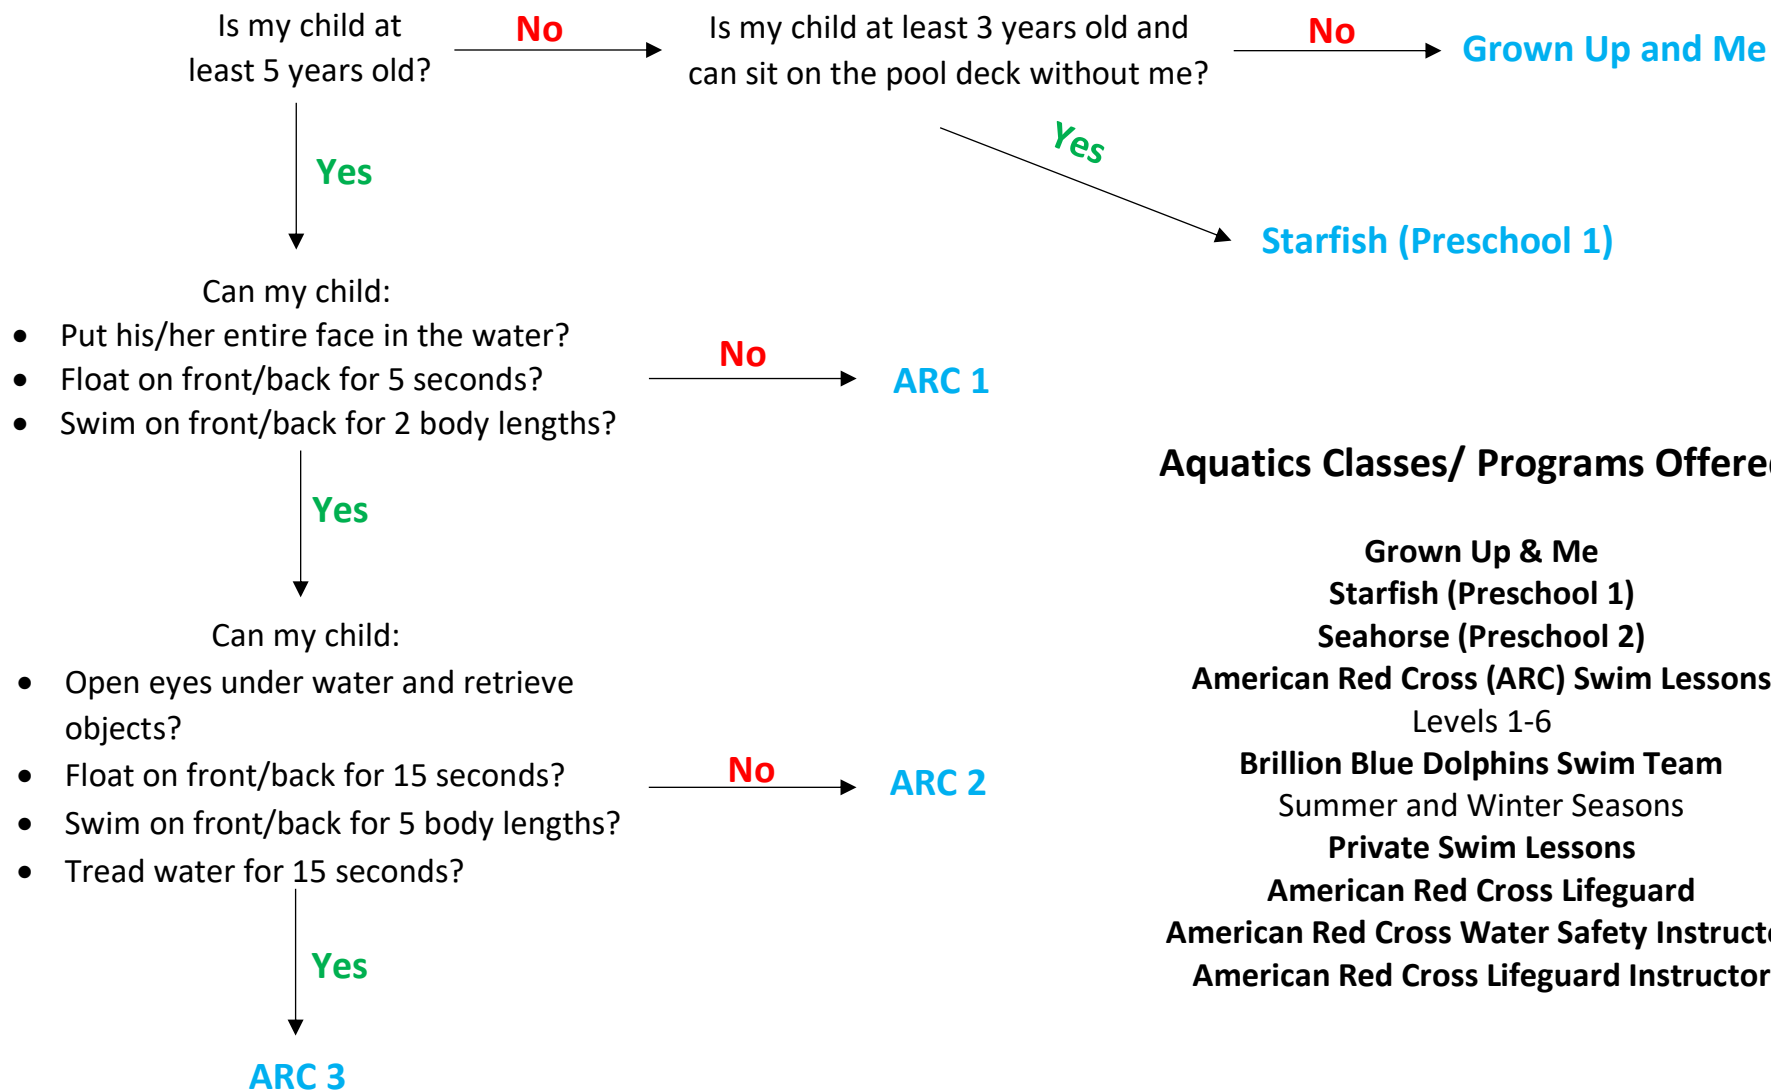 Is my child at
least 5 years old?
No
Is my child at least 3 years old and
can sit on the pool deck without me?
No
Grown Up and Me
Yes
Yes
Starfish (Preschool 1)
Can my child:
• Put his/her entire face in the water?
• Float on front/back for 5 seconds?
• Swim on front/back for 2 body lengths?
No
ARC 1
Yes
Can my child:
• Open eyes under water and retrieve
objects?
• Float on front/back for 15 seconds?
• Swim on front/back for 5 body lengths?
• Tread water for 15 seconds?
No
ARC 2
Yes
ARC 3
Aquatics Classes/ Programs Offered
Grown Up & Me
Starfish (Preschool 1)
Seahorse (Preschool 2)
American Red Cross (ARC) Swim Lessons
Levels 1-6
Brillion Blue Dolphins Swim Team
Summer and Winter Seasons
Private Swim Lessons
American Red Cross Lifeguard
American Red Cross Water Safety Instructo
American Red Cross Lifeguard Instructor